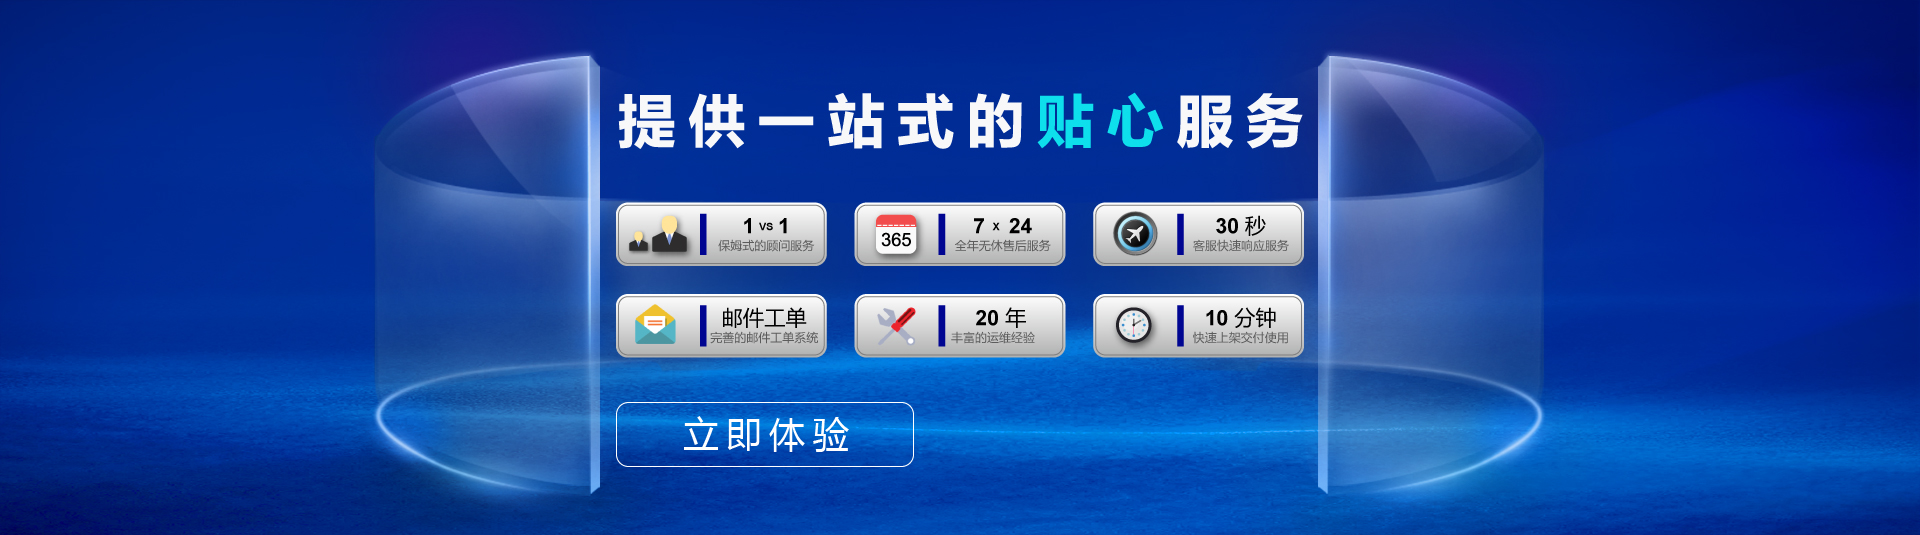 提供一站式的贴心服务
1 vs 1
保姆式的顾问服务
365
7 x 24
全年无休售后服务
30 秒
客服快速响应服务
邮件工单
完善的邮件工单系统
20 年
丰富的运维经验
10 分钟
快速上架交付使用
立即体验